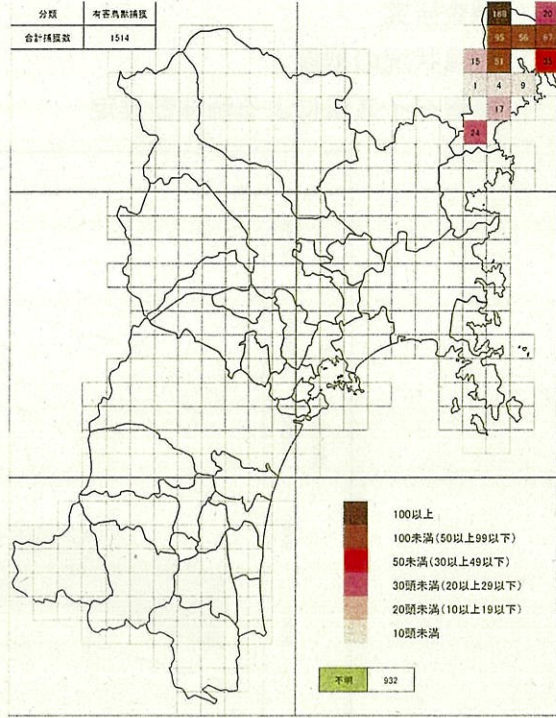 分類 有害鳥獣捕獲
合計捕獲数 1514
188 20
95 56 67
15 51 35
1 4 9
17
24
100以上
100未満(50以上99以下)
50未満(30以上49以下)
30頭未満(20以上29以下)
20頭未満(10以上19以下)
10頭未満
不明 932